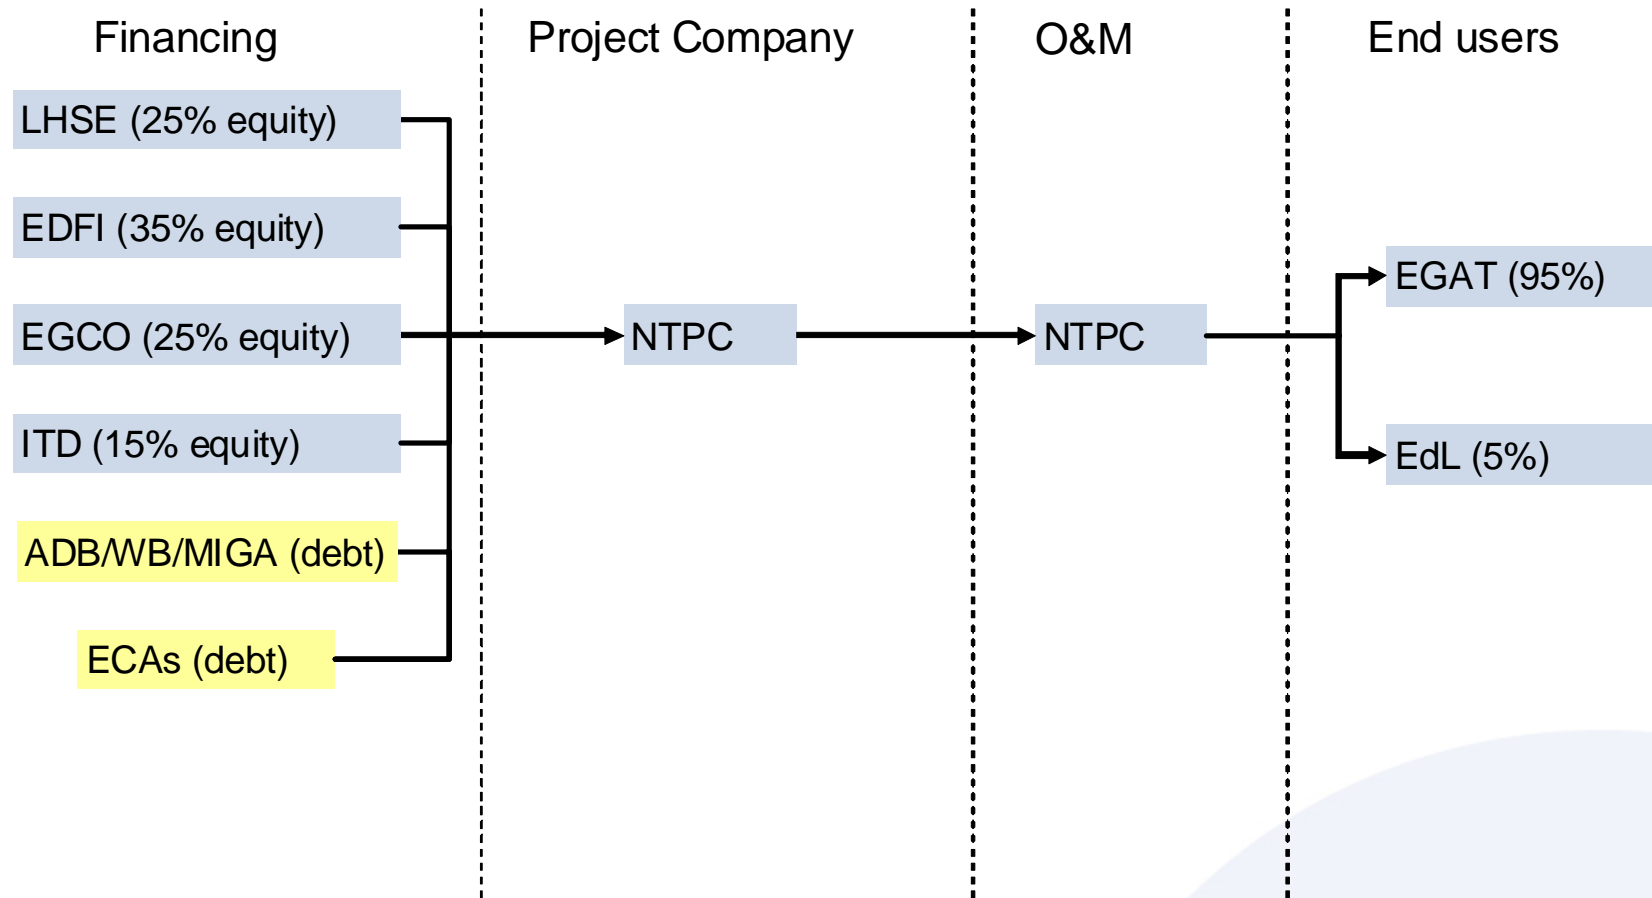 Financing
Project Company
O&M
End users
LHSE (25% equity)
EDFI (35% equity)
EGCO (25% equity)
ITD (15% equity)
ADB/WB/MIGA (debt)
ECAs (debt)
NTPC
NTPC
EGAT (95%)
EdL (5%)